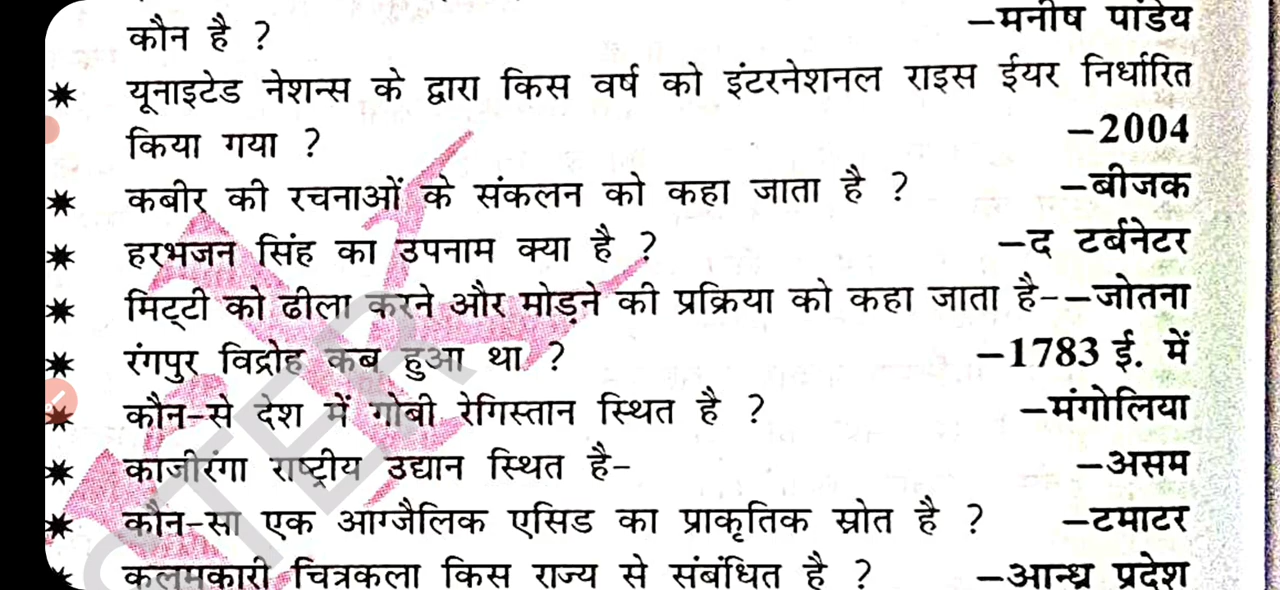 कौन है ? –मनीष पांडेय
यूनाइटेड नेशन्स के द्वारा किस वर्ष को इंटरनेशनल राइस ईयर निर्धारित
किया गया ? –2004
कबीर की रचनाओं के संकलन को कहा जाता है ? –बीजक
हरभजन सिंह का उपनाम क्या है ? –द टर्बनेटर
मिट्टी को ढीला करने और मोड़ने की प्रक्रिया को कहा जाता है-–जोतना
रंगपुर विद्रोह कब हुआ था ? –1783 ई. में
कौन-से देश में गोबी रेगिस्तान स्थित है ? –मंगोलिया
काजीरंगा राष्ट्रीय उद्यान स्थित है- –असम
कौन-सा एक आग्जैलिक एसिड का प्राकृतिक स्रोत है ? –टमाटर
कलमकारी चित्रकला किस राज्य से संबंधित है ? –आन्ध्र प्रदेश